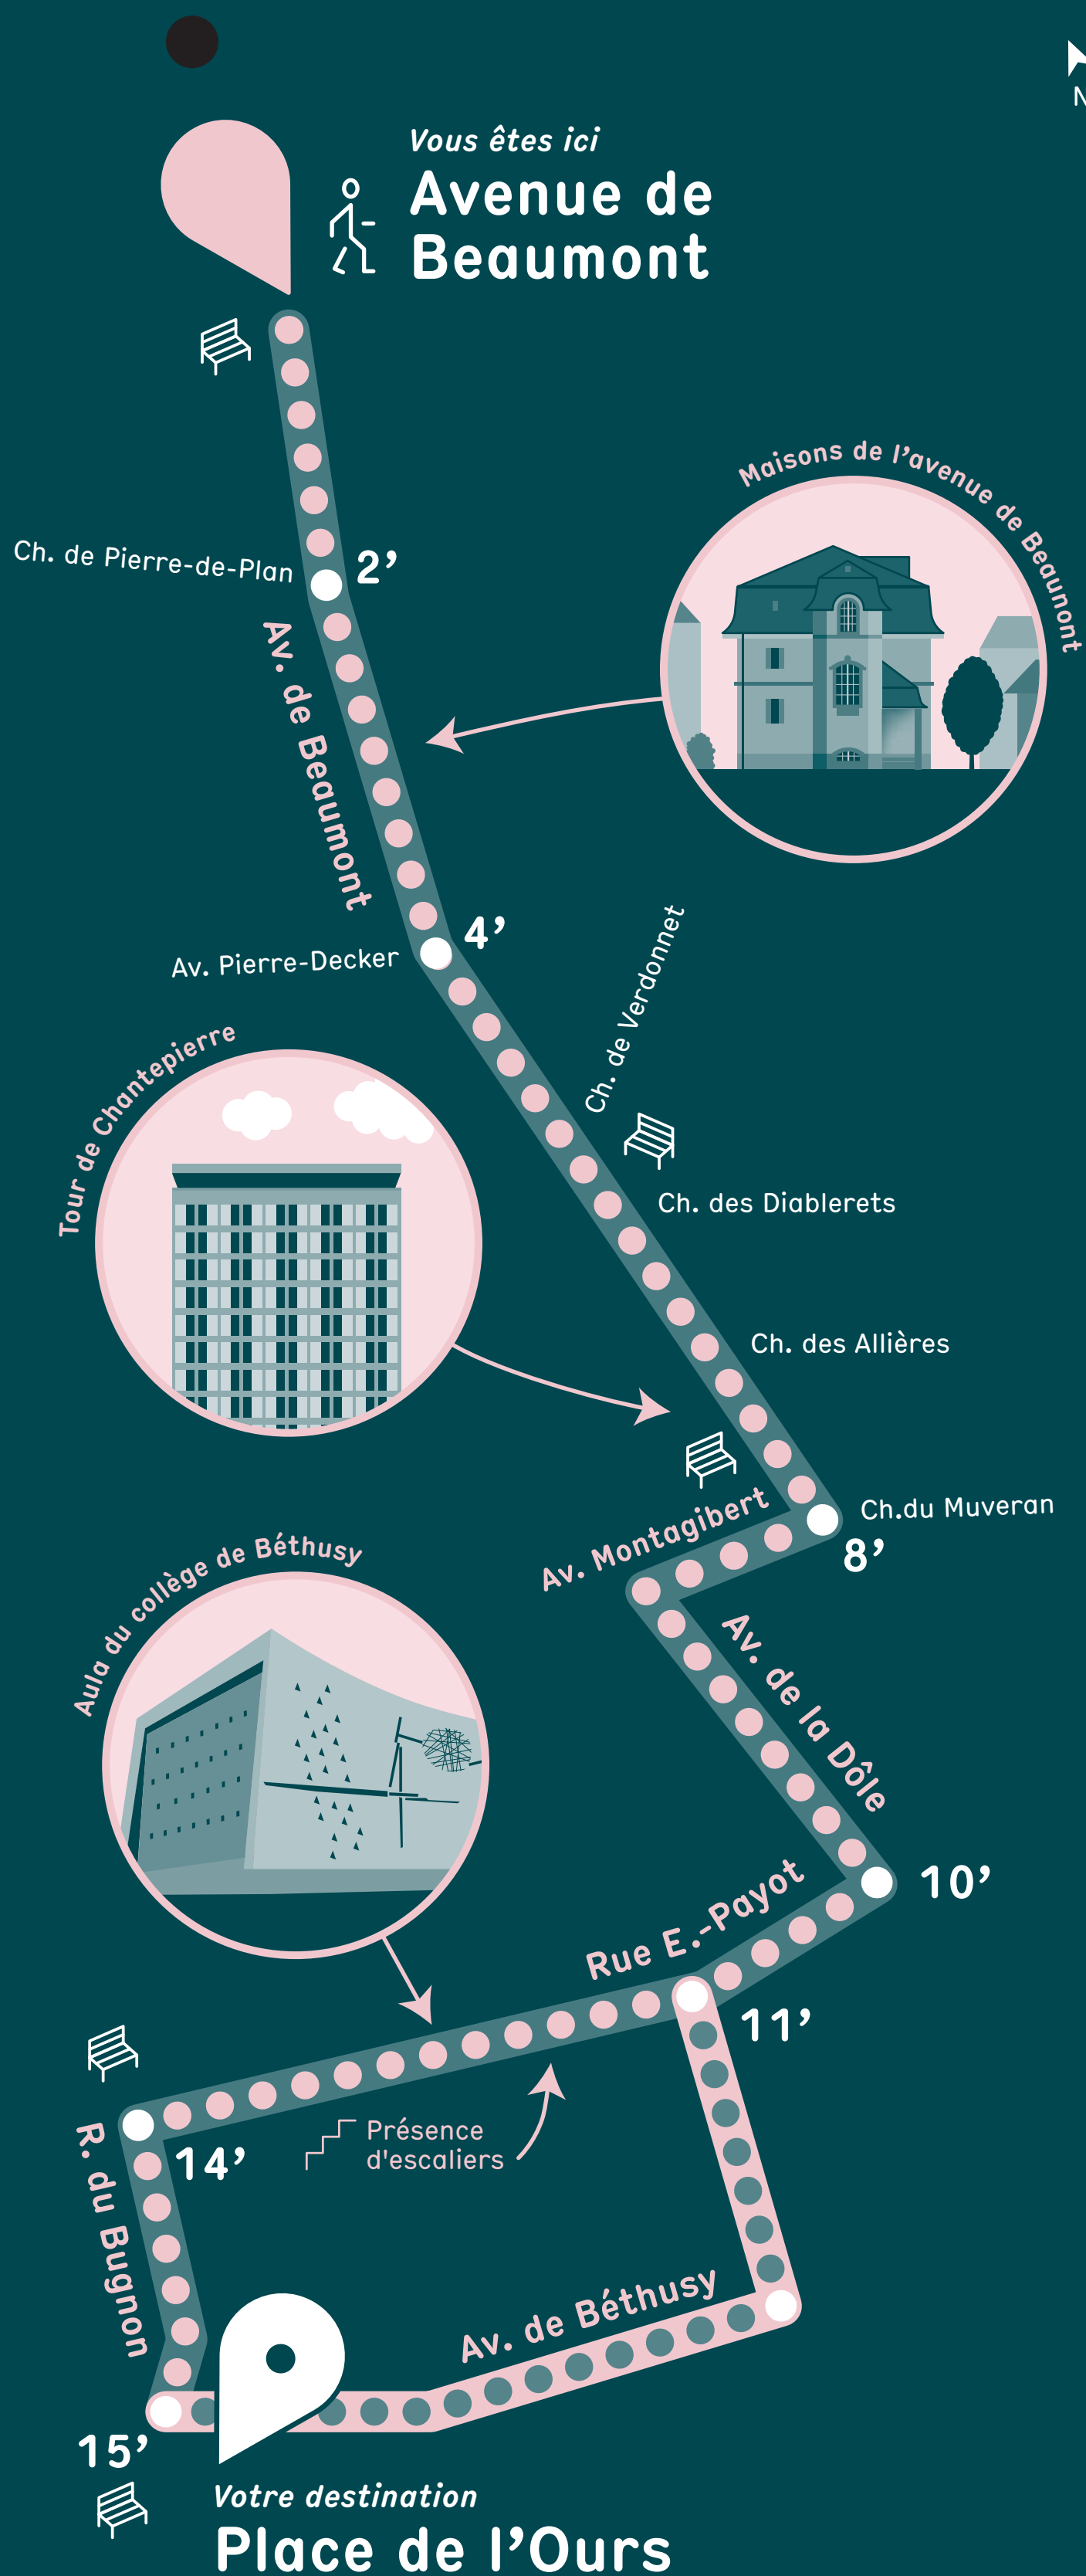 N
Vous êtes ici
Avenue de
Beaumont
Maisons de l'avenue de Beaunont
Ch. de Pierre-de-Plan
2'
Av. de Beaumont
4'
Av. Pierre-Decker
Ch. de Verdonnet
Tour de Chantepierre
Ch. des Diablerets
Ch. des Allières
Av. Montagibert
Ch.du Muveran
8'
Aula du collège de Béthusy
Av. de la Dôle
10'
Rue E.-Payot
11'
14'
Présence
d'escaliers
R. du Bugnon
Av. de Béthusy
15'
Votre destination
Place de l'Ours